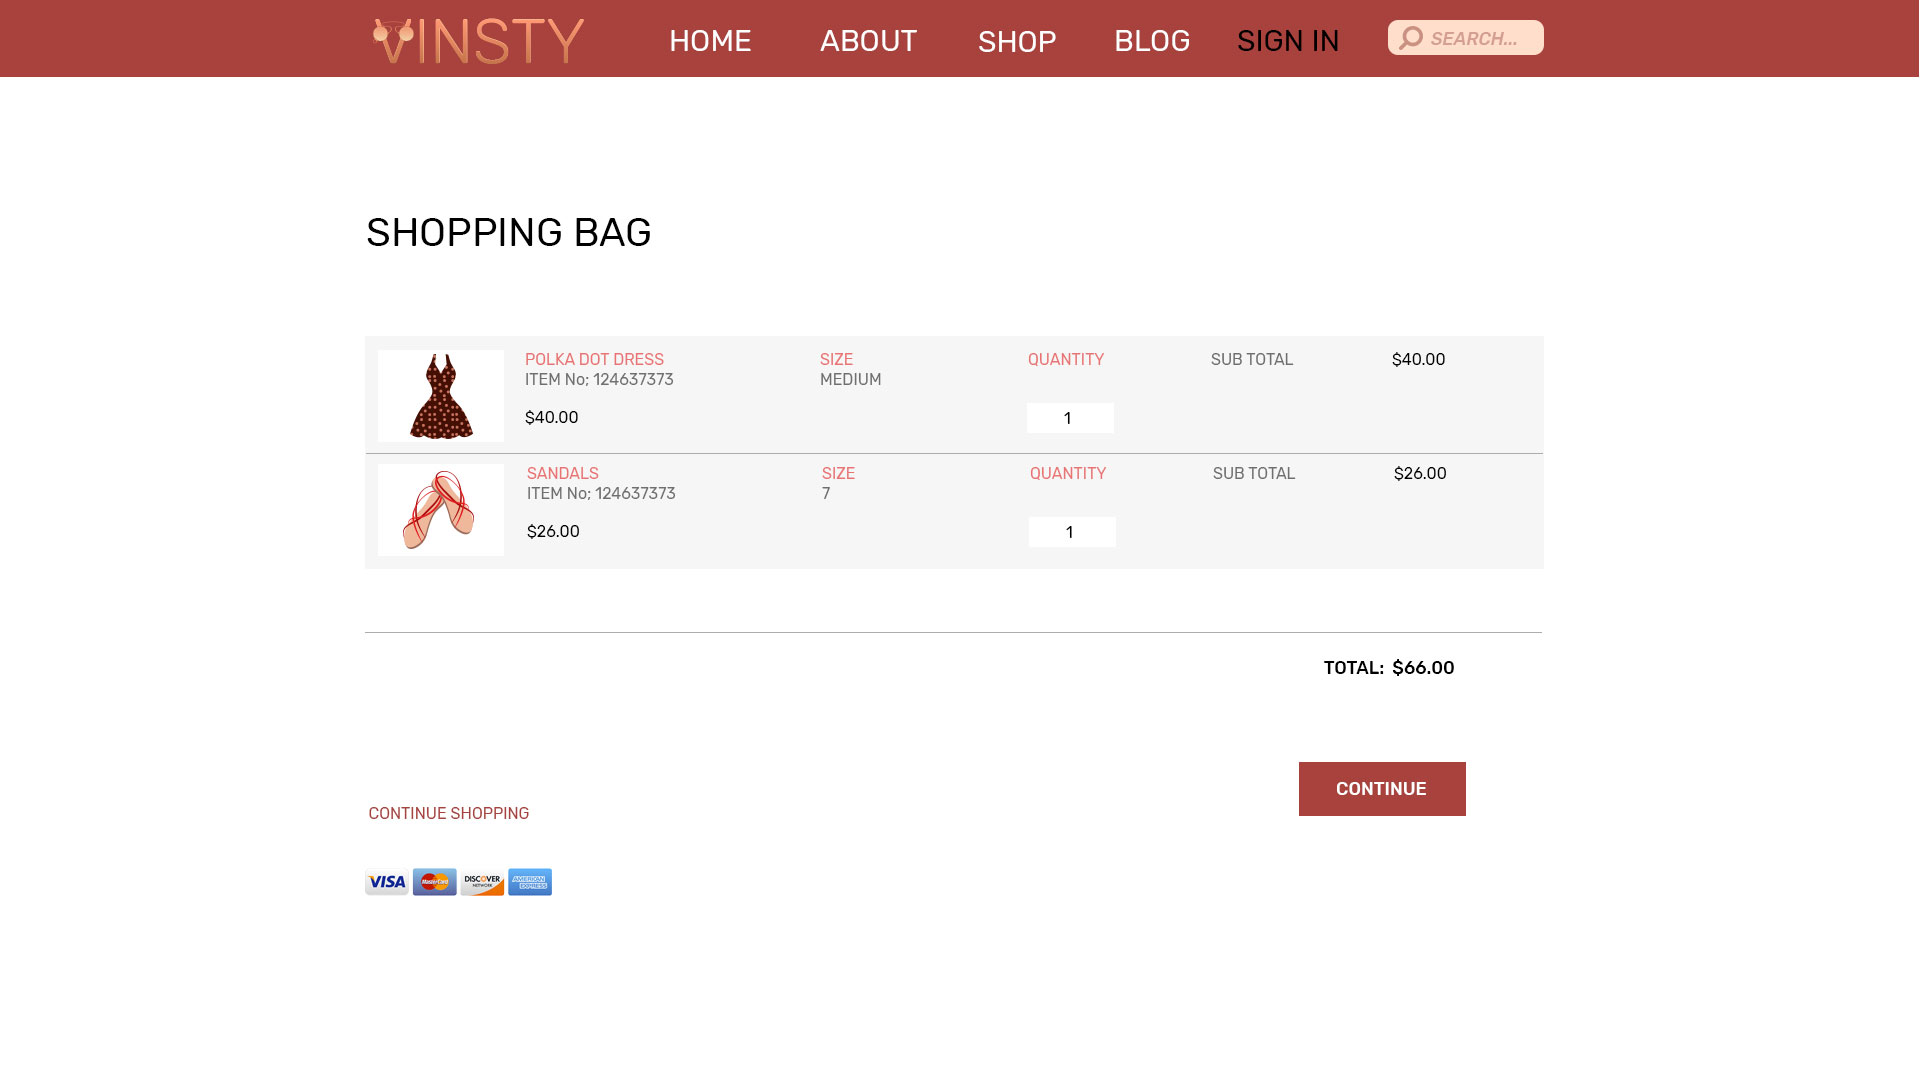 VINSTY HOME ABOUT SHOP BLOG SIGN IN SEARCH...
SHOPPING BAG
POLKA DOT DRESS SIZE QUANTITY SUB TOTAL $40.00
ITEM No; 124637373 MEDIUM
$40.00 1
SANDALS SIZE QUANTITY SUB TOTAL $26.00
ITEM No; 124637373 7
$26.00 1
TOTAL: $66.00
CONTINUE
CONTINUE SHOPPING
VISA MasterCard DISCOVER NETWORK AMERICAN EXPRESS